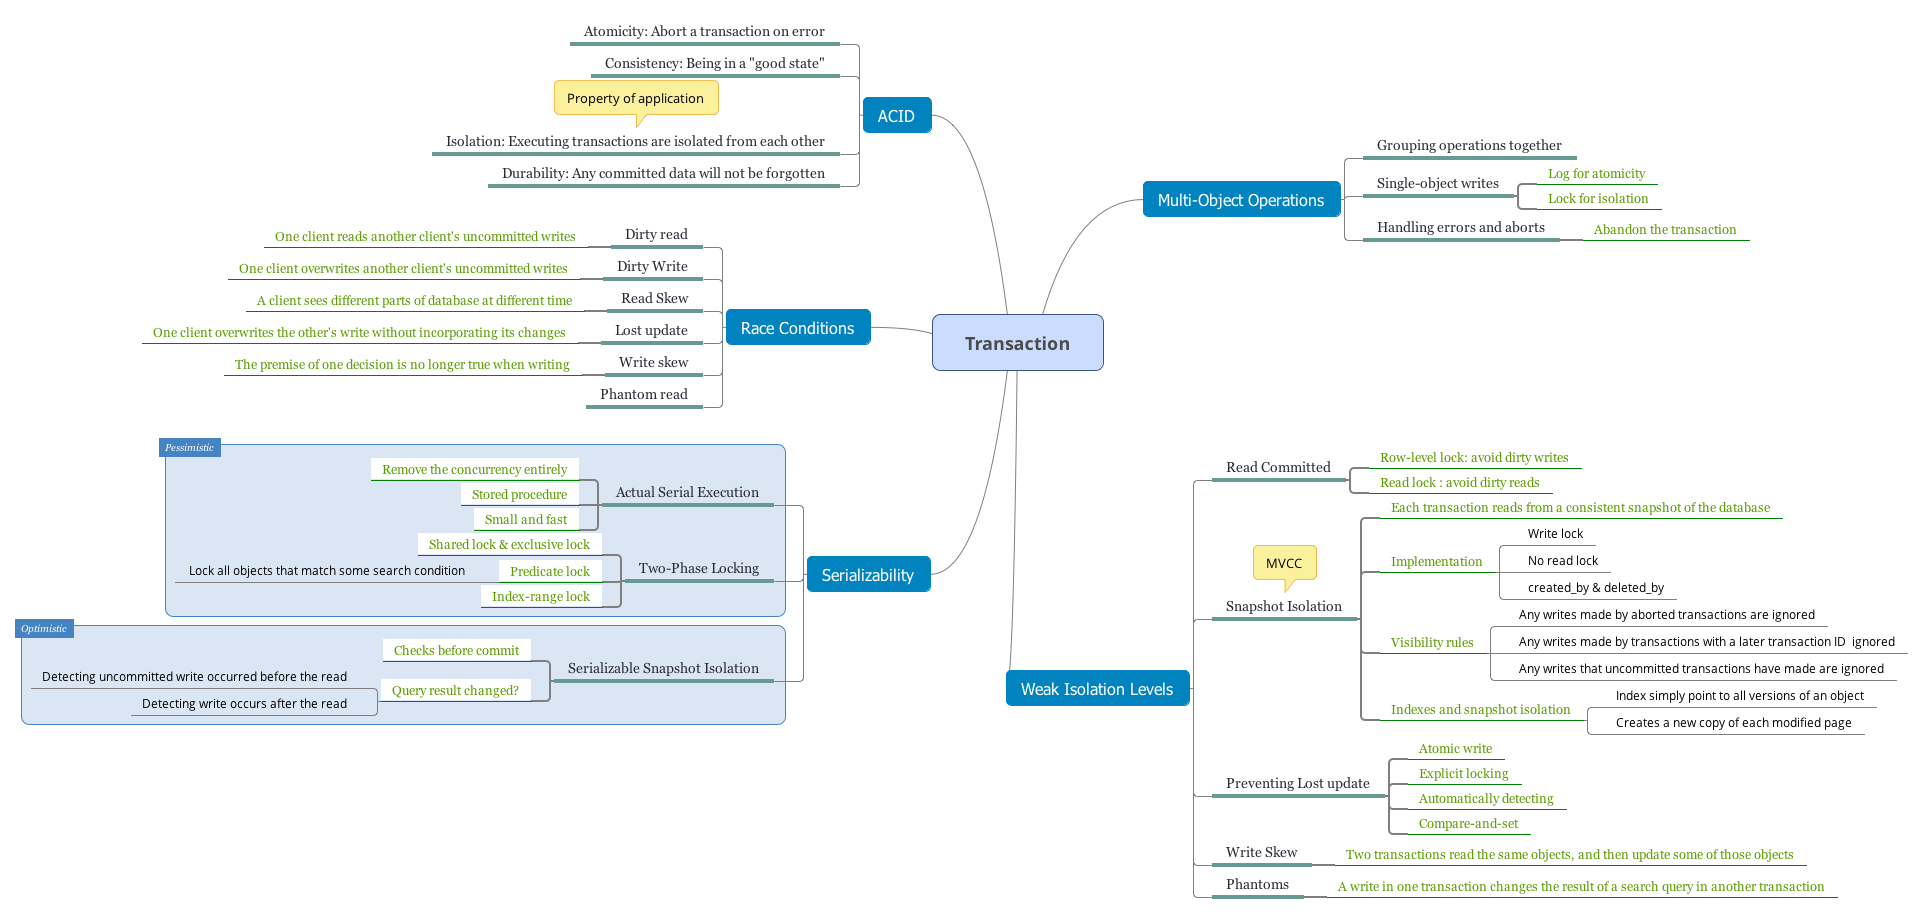 Transaction
ACID
Atomicity: Abort a transaction on error
Consistency: Being in a "good state"
Property of application
Isolation: Executing transactions are isolated from each other
Durability: Any committed data will not be forgotten
Race Conditions
Dirty read
One client reads another client's uncommitted writes
Dirty Write
One client overwrites another client's uncommitted writes
Read Skew
A client sees different parts of database at different time
Lost update
One client overwrites the other's write without incorporating its changes
Write skew
The premise of one decision is no longer true when writing
Phantom read
Serializability
Pessimistic
Actual Serial Execution
Remove the concurrency entirely
Stored procedure
Small and fast
Two-Phase Locking
Shared lock & exclusive lock
Predicate lock
Lock all objects that match some search condition
Index-range lock
Optimistic
Serializable Snapshot Isolation
Checks before commit
Query result changed?
Detecting uncommitted write occurred before the read
Detecting write occurs after the read
Multi-Object Operations
Grouping operations together
Single-object writes
Log for atomicity
Lock for isolation
Handling errors and aborts
Abandon the transaction
Weak Isolation Levels
Read Committed
Row-level lock: avoid dirty writes
Read lock : avoid dirty reads
MVCC
Snapshot Isolation
Each transaction reads from a consistent snapshot of the database
Implementation
Write lock
No read lock
created_by & deleted_by
Visibility rules
Any writes made by aborted transactions are ignored
Any writes made by transactions with a later transaction ID  ignored
Any writes that uncommitted transactions have made are ignored
Indexes and snapshot isolation
Index simply point to all versions of an object
Creates a new copy of each modified page
Preventing Lost update
Atomic write
Explicit locking
Automatically detecting
Compare-and-set
Write Skew
Two transactions read the same objects, and then update some of those objects
Phantoms
A write in one transaction changes the result of a search query in another transaction